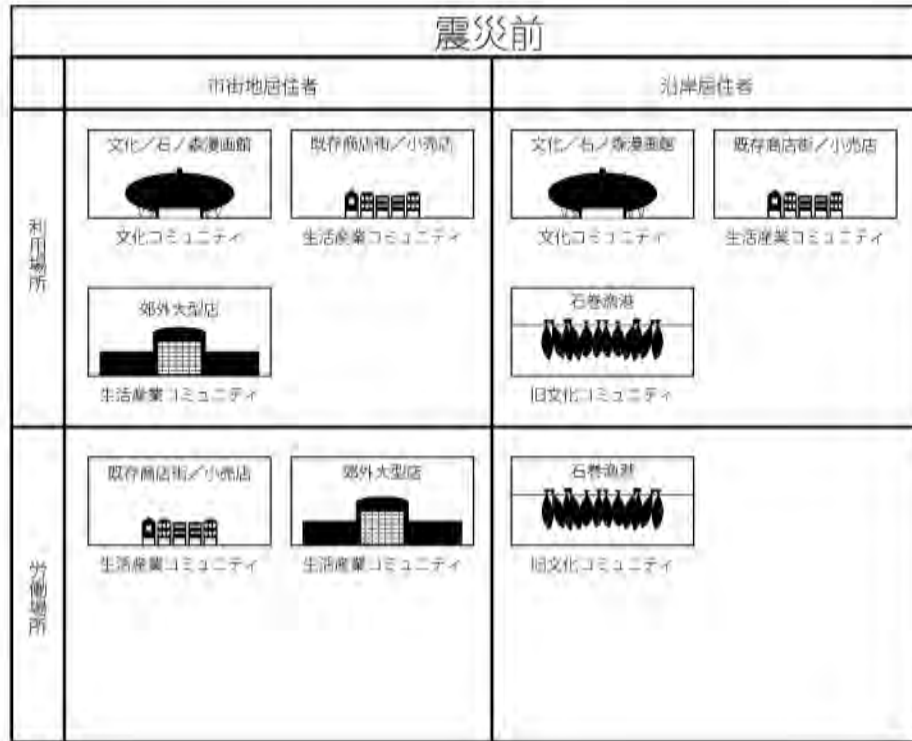 震災前
市街地居住者
沿岸居住者
利用場所
文化／石ノ森漫画館
文化コミュニティ
既存商店街／小売店
生活産業コミュニティ
郊外大型店
生活産業コミュニティ
文化／石ノ森漫画館
文化コミュニティ
既存商店街／小売店
生活産業コミュニティ
石巻漁港
旧文化コミュニティ
労働場所
既存商店街／小売店
生活産業コミュニティ
郊外大型店
生活産業コミュニティ
石巻漁港
旧文化コミュニティ